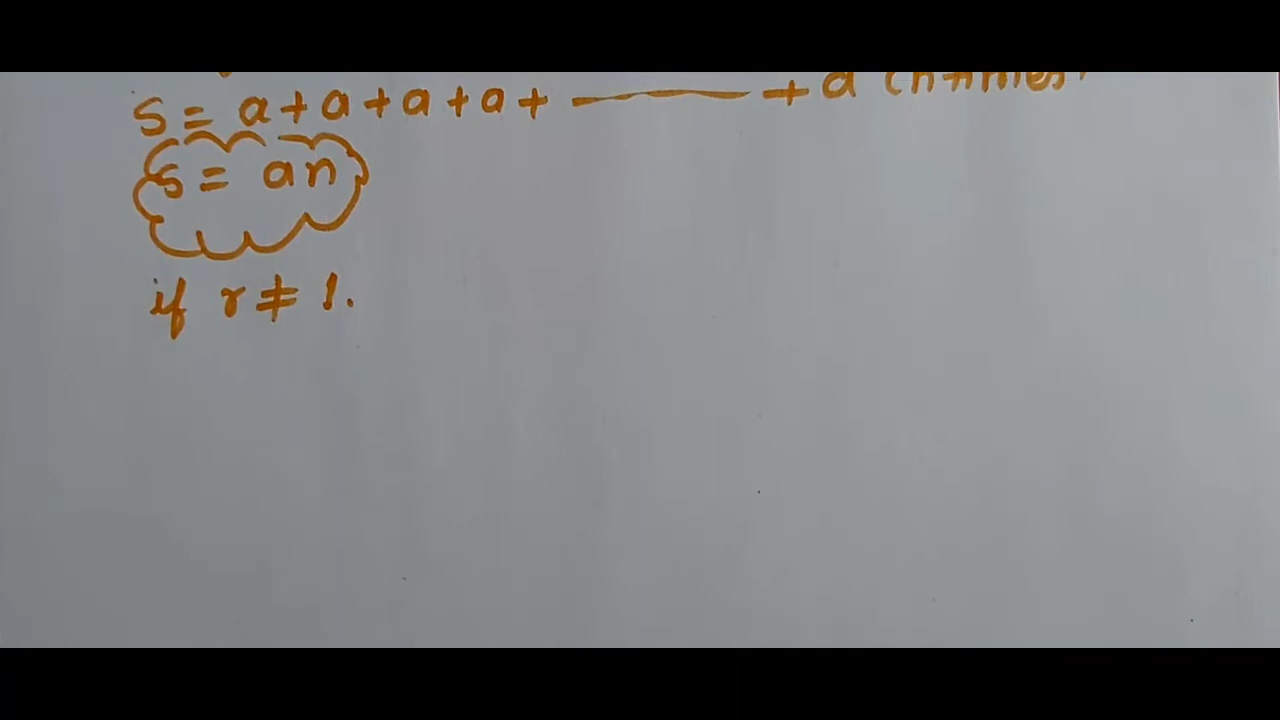 S = a + a + a + a + ——— + a (n times)
S = an
if r ≠ 1.